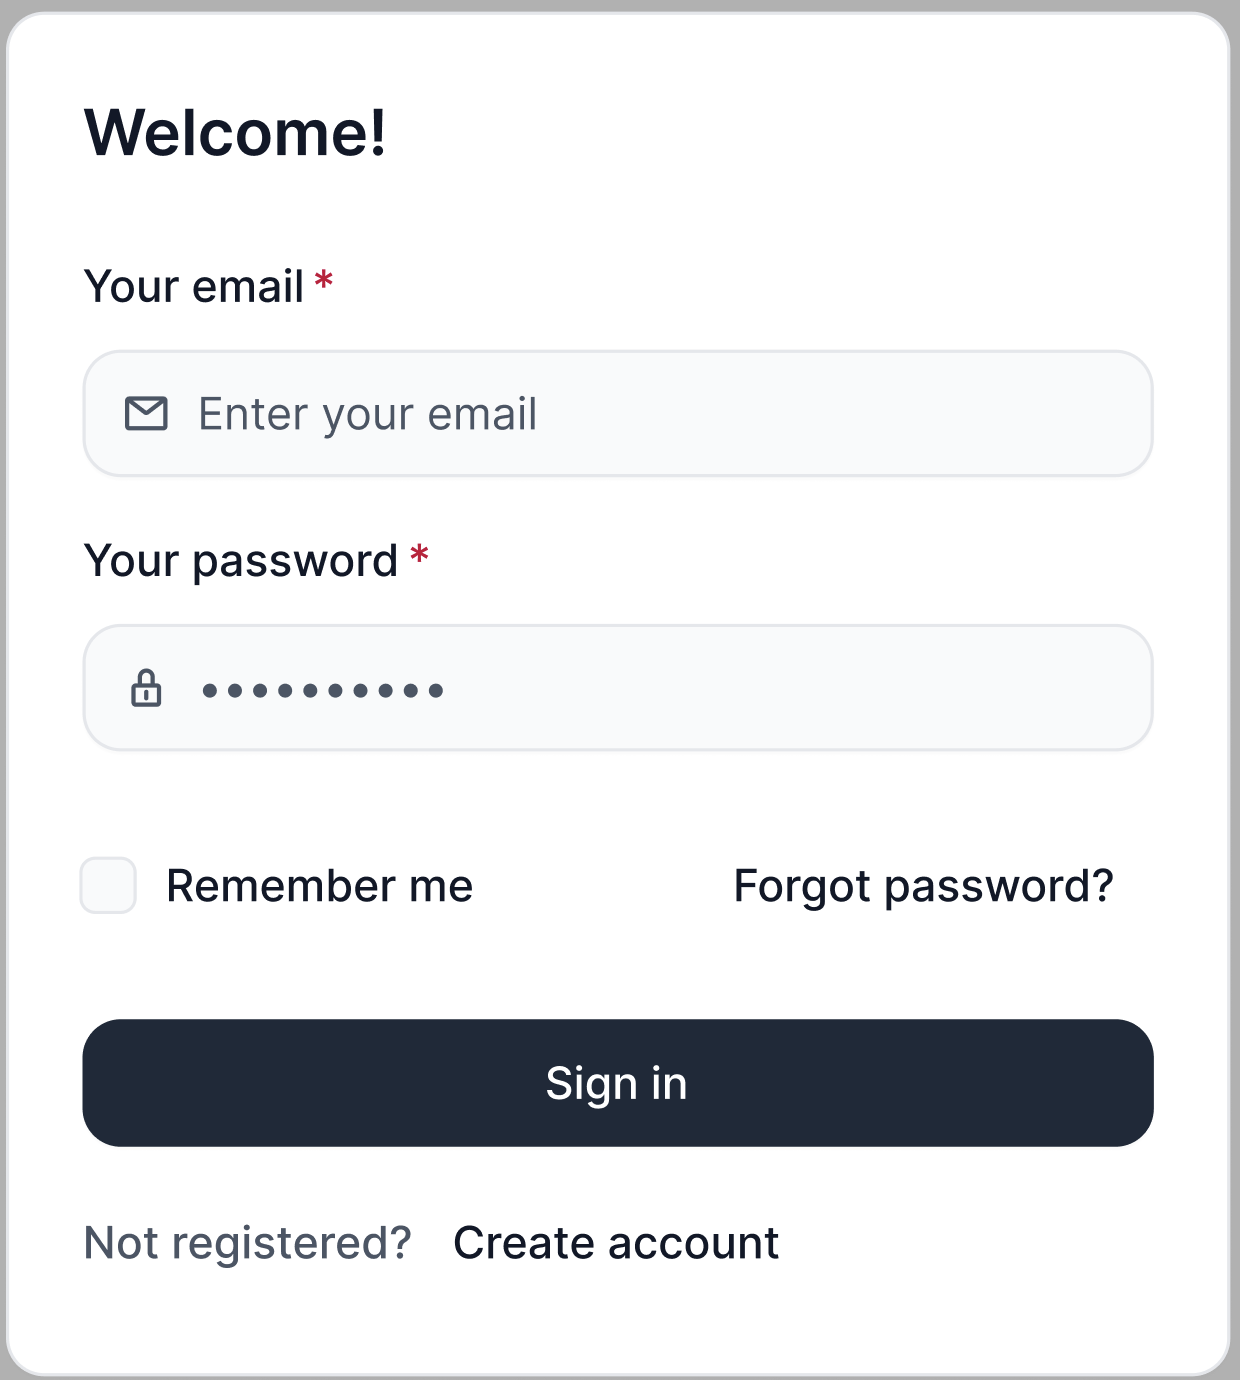 Welcome!
Your email *
Enter your email
Your password *
••••••••••
Remember me
Forgot password?
Sign in
Not registered? Create account